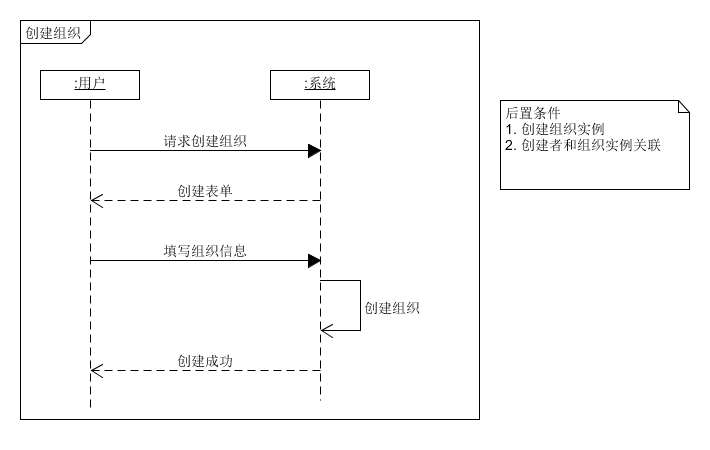 创建组织
:用户
:系统
请求创建组织
创建表单
填写组织信息
创建组织
创建成功
后置条件
1. 创建组织实例
2. 创建者和组织实例关联